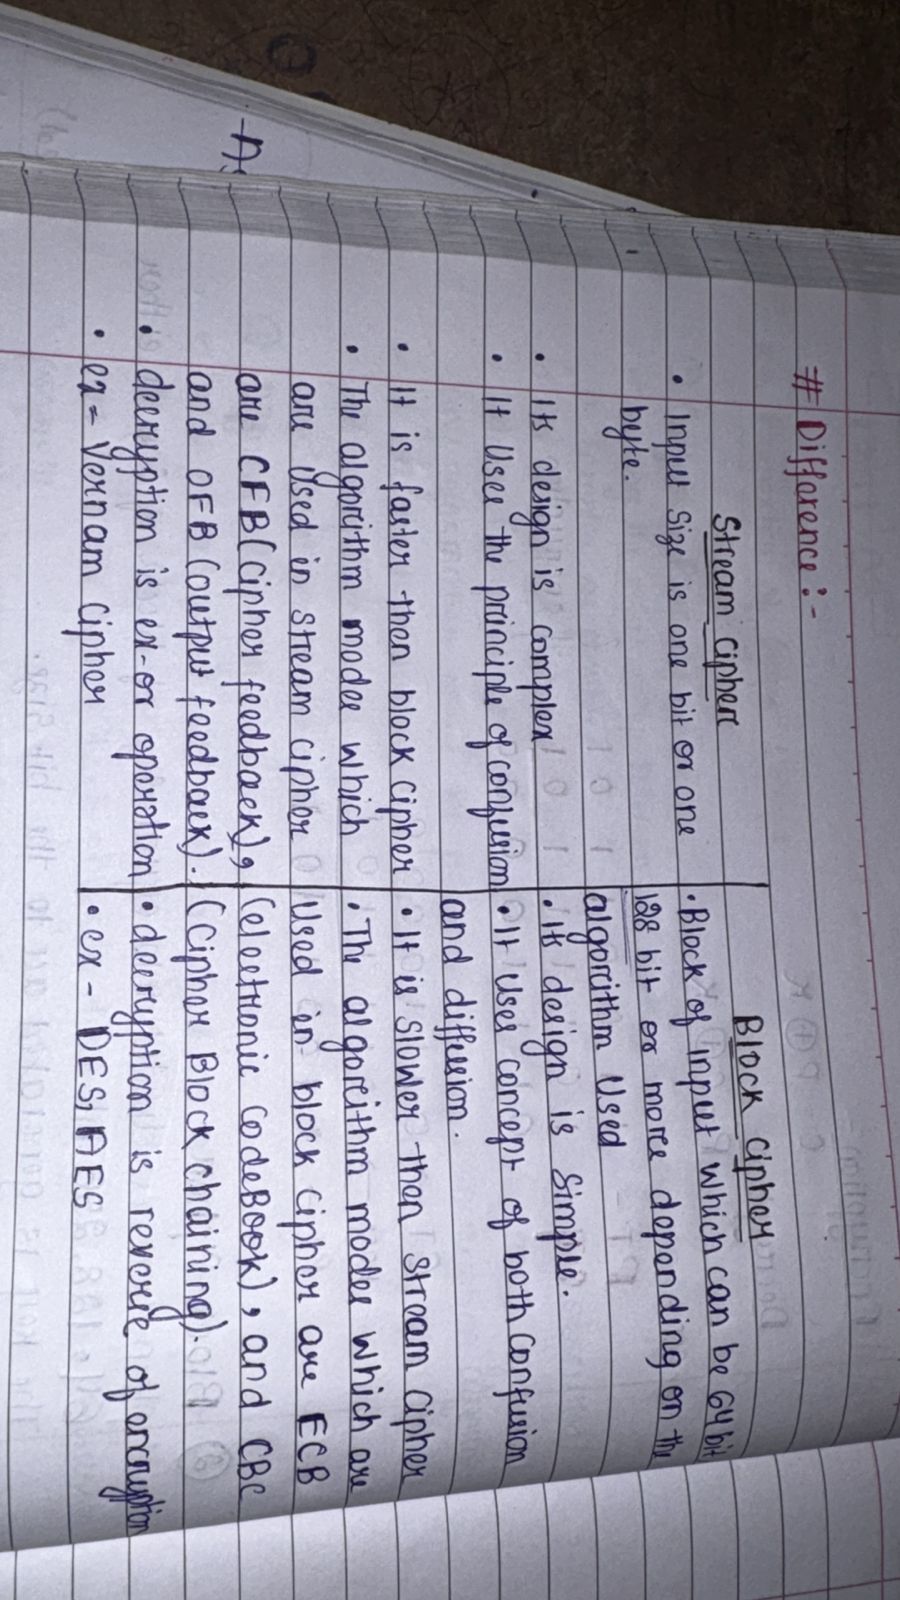 # Difference :-
Stream Cipher
• Input Size is one bit or one
byte.
• Its design is complex
• It Uses the principle of confusion
• It is faster then block cipher
• The algorithm modes which
are Used in stream cipher
are CFB (cipher feedback),
and OFB (output feedback).
• decryption is ex-or operation
• ex- Vernam Cipher
Block Cipher
• Block of input which can be 64 bit
128 bit or more depending on the
algorithm Used
• Its design is Simple.
• It Uses concept of both Confusion
and diffusion.
• It is Slower then Stream Cipher
• The algorithm modes which are
Used in block cipher are ECB
(electronic CodeBook), and CBC
(Cipher Block chaining).
• decryption is reverse of encryption
• ex- DES, AES